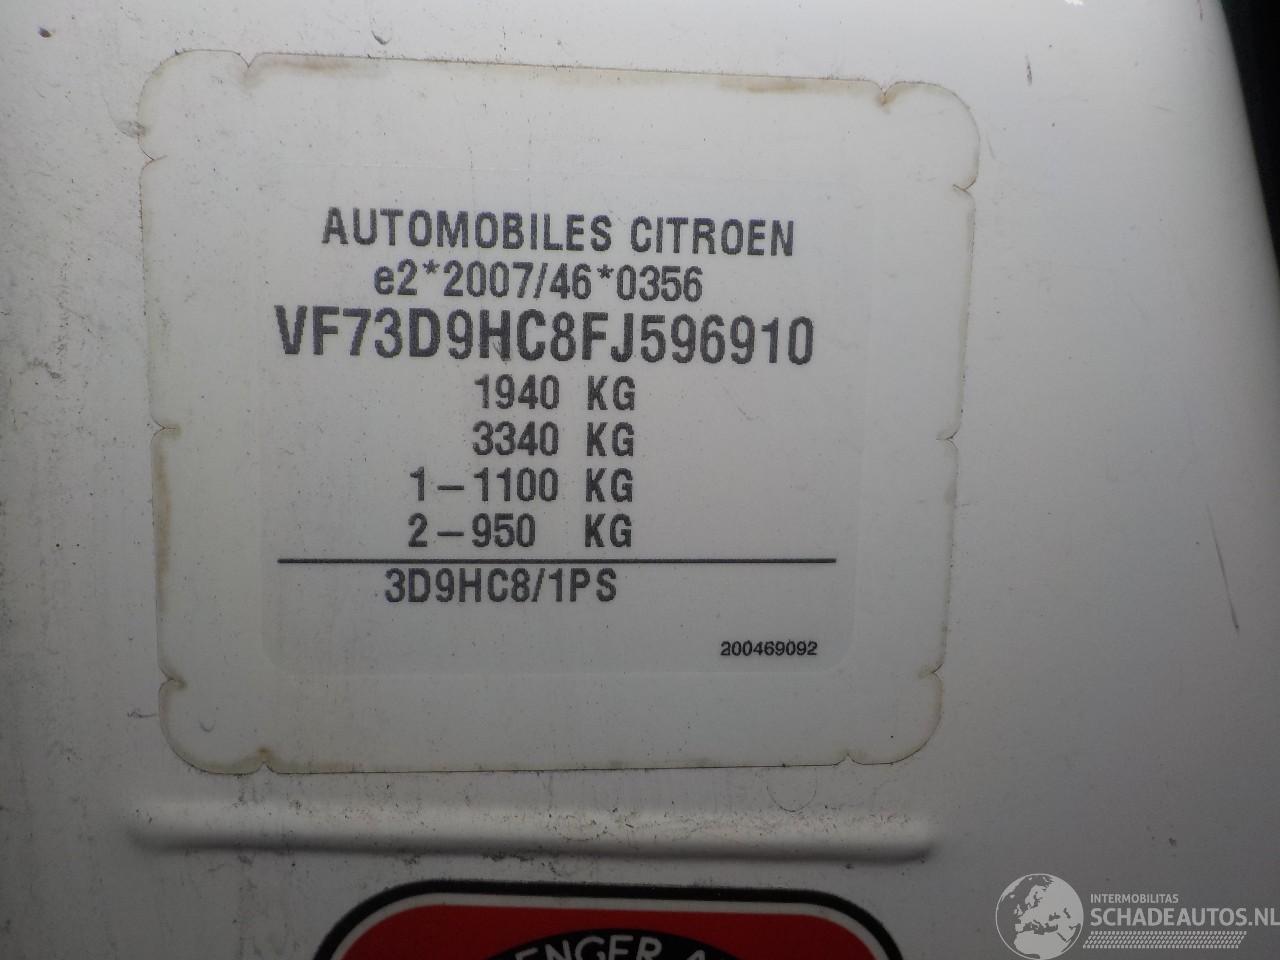 AUTOMOBILES CITROEN
e2*2007/46*0356
VF73D9HC8FJ596910
1940 KG
3340 KG
1-1100 KG
2-950 KG
3D9HC8/1PS
200469092
INTERMOBILITAS
SCHADEAUTOS.NL